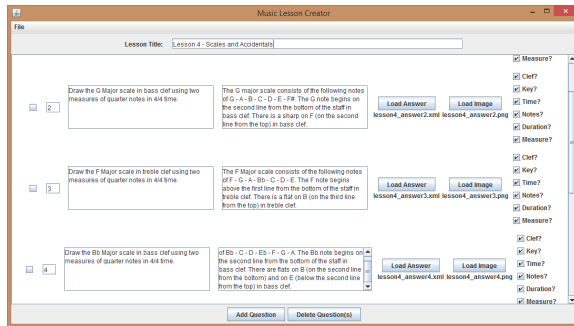 Music Lesson Creator
File
Lesson Title: Lesson 4 - Scales and Accidentals
Measure?
2
Draw the G Major scale in bass clef using two
measures of quarter notes in 4/4 time.
The G major scale consists of the following notes
of G - A - B - C - D - E - F#. The G note begins on
the second line from the bottom of the staff in
bass clef. There is a sharp on F (on the second
line from the top) in bass clef.
Load Answer
lesson4_answer2.xml
Load Image
lesson4_answer2.png
Clef?
Key?
Time?
Notes?
Duration?
Measure?
3
Draw the F Major scale in treble clef using two
measures of quarter notes in 4/4 time.
The F Major scale consists of the following notes
of F - G - A - Bb - C - D - E. The F note begins
above the first line from the bottom of the staff in
treble clef. There is a flat on B (on the third
line from the top) in treble clef.
Load Answer
lesson4_answer3.xml
Load Image
lesson4_answer3.png
Clef?
Key?
Time?
Notes?
Duration?
Measure?
4
Draw the Bb Major scale in bass clef using two
measures of quarter notes in 4/4 time.
of Bb - C - D - Eb - F - G - A. The Bb note begins on
the second line from the bottom of the staff in
bass clef. There are flats on B (on the second line
from the bottom) and on E (below the second line
from the top) in bass clef.
Load Answer
lesson4_answer4.xml
Load Image
lesson4_answer4.png
Clef?
Key?
Time?
Notes?
Duration?
Measure?
Add Question
Delete Question(s)